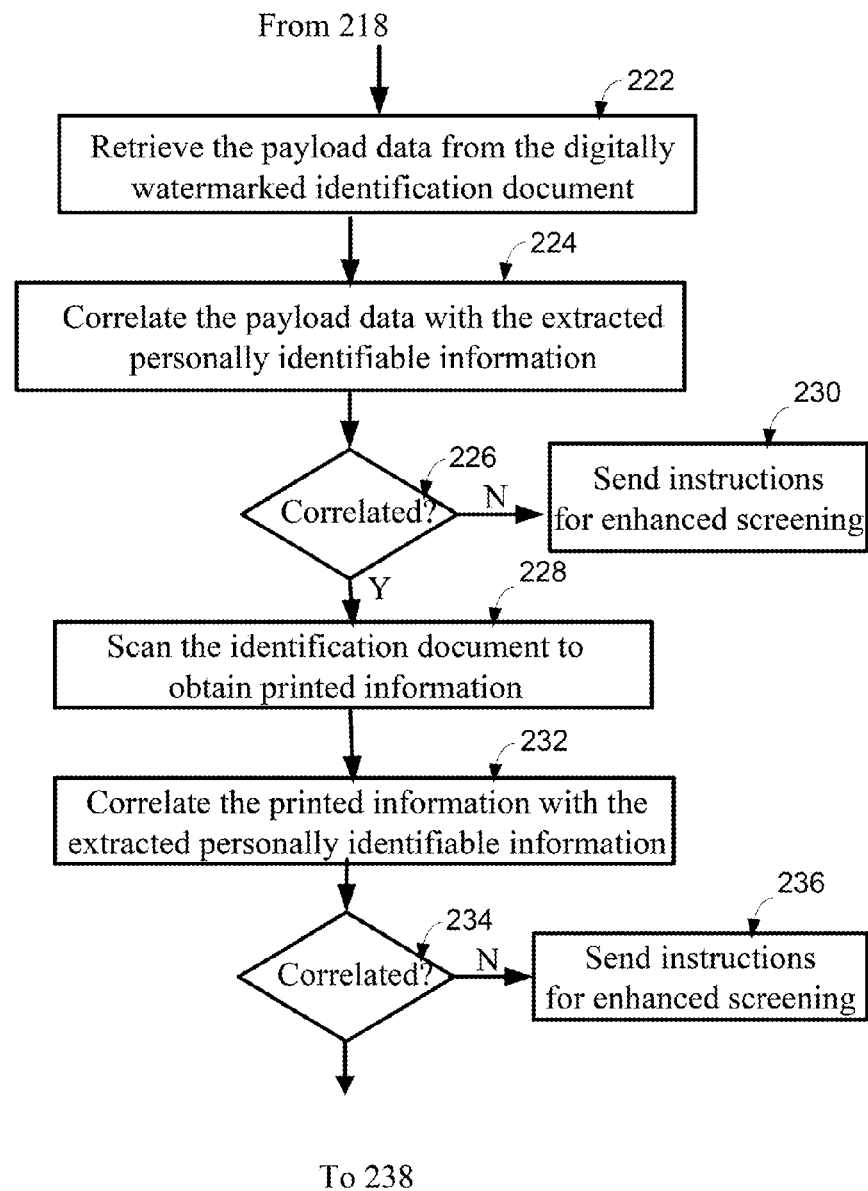 From 218
222
Retrieve the payload data from the digitally
watermarked identification document
224
Correlate the payload data with the extracted
personally identifiable information
226
Correlated?
N
230
Send instructions
for enhanced screening
Y
228
Scan the identification document to
obtain printed information
232
Correlate the printed information with the
extracted personally identifiable information
234
Correlated?
N
236
Send instructions
for enhanced screening
To 238